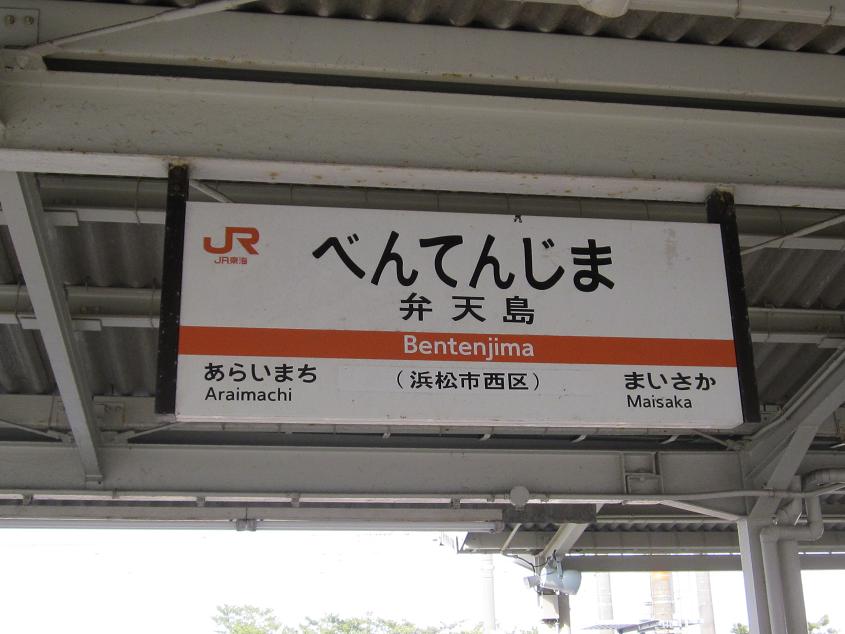 JR
JR東海
べんてんじま
弁天島
Bentenjima
あらいまち
Araimachi
（浜松市西区）
まいさか
Maisaka